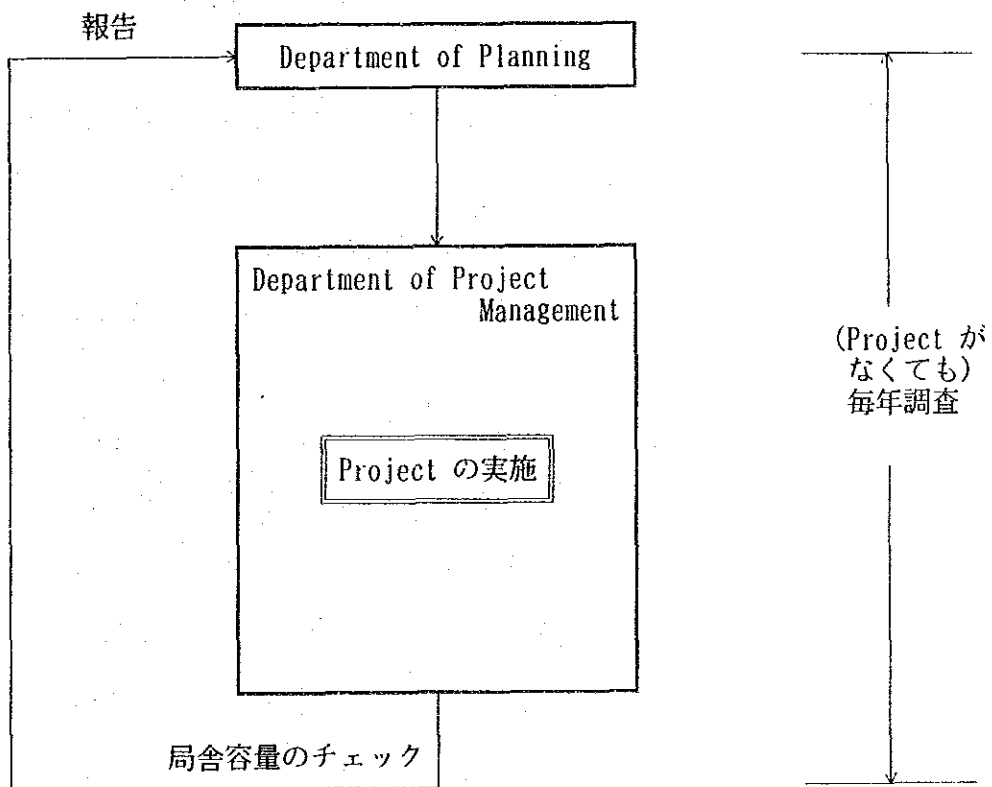 報告
Department of Planning
Department of Project
Management
Project の実施
(Project が
なくても)
毎年調査
局舎容量のチェック